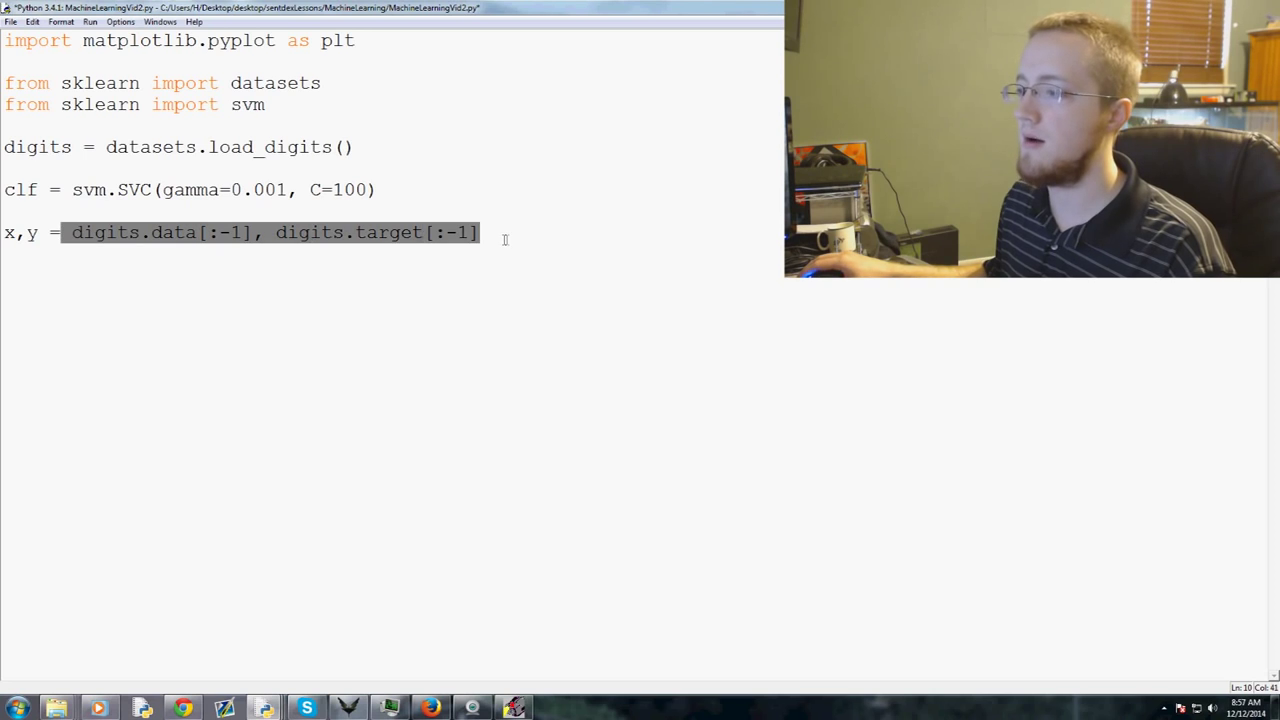 *Python 3.4.1: MachineLearningVid2.py - C:/Users/H/Desktop/desktop/sentdexLessons/MachineLearning/MachineLearningVid2.py*
File Edit Format Run Options Windows Help
import matplotlib.pyplot as plt
from sklearn import datasets
from sklearn import svm
digits = datasets.load_digits()
clf = svm.SVC(gamma=0.001, C=100)
x,y = digits.data[:-1], digits.target[:-1]
Ln: 10 Col: 41
8:57 AM
12/12/2014